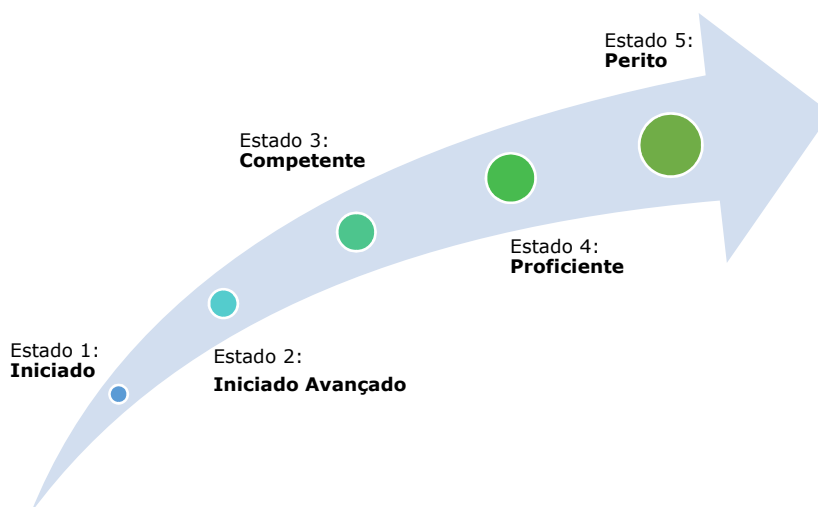 Estado 1:
Iniciado
Estado 2:
Iniciado Avançado
Estado 3:
Competente
Estado 4:
Proficiente
Estado 5:
Perito